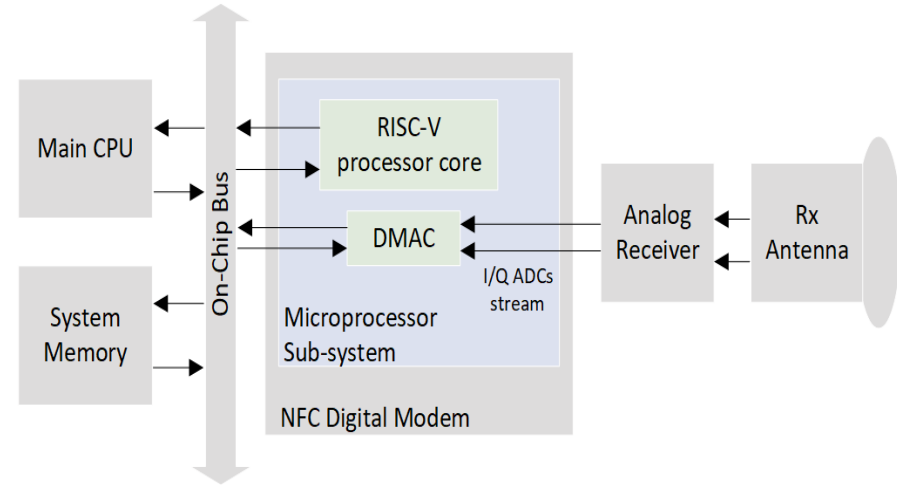 Main CPU
System
Memory
On-Chip Bus
RISC-V
processor core
DMAC
I/Q ADCs
stream
Microprocessor
Sub-system
NFC Digital Modem
Analog
Receiver
Rx
Antenna